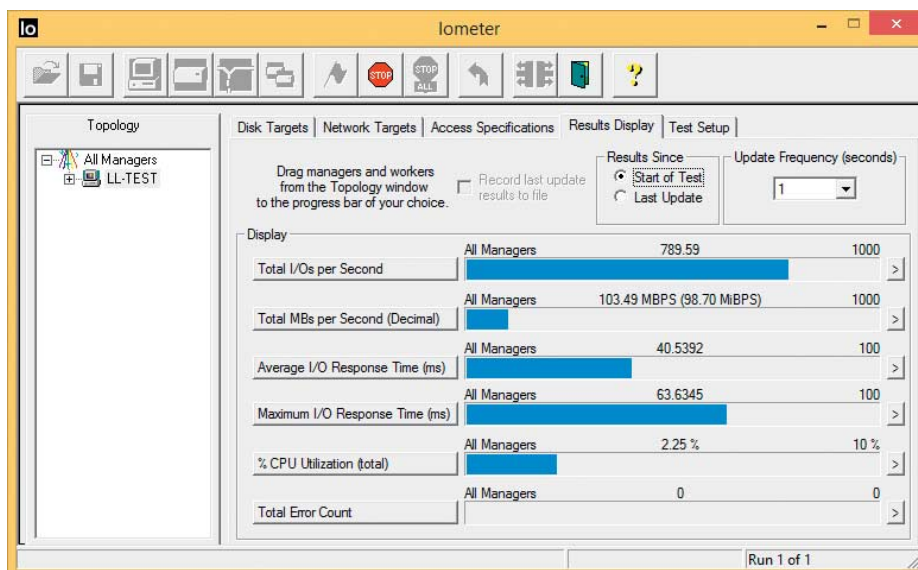 Io
Iometer
STOP
STOP
ALL
?
Topology
Disk Targets Network Targets Access Specifications Results Display Test Setup
All Managers
LL-TEST
Drag managers and workers
from the Topology window
to the progress bar of your choice.
Record last update
results to file
Results Since
Start of Test
Last Update
Update Frequency (seconds)
1
Display
All Managers 789.59 1000
Total I/Os per Second >
All Managers 103.49 MBPS (98.70 MiBPS) 1000
Total MBs per Second (Decimal) >
All Managers 40.5392 100
Average I/O Response Time (ms) >
All Managers 63.6345 100
Maximum I/O Response Time (ms) >
All Managers 2.25 % 10 %
% CPU Utilization (total) >
All Managers 0 0
Total Error Count >
Run 1 of 1